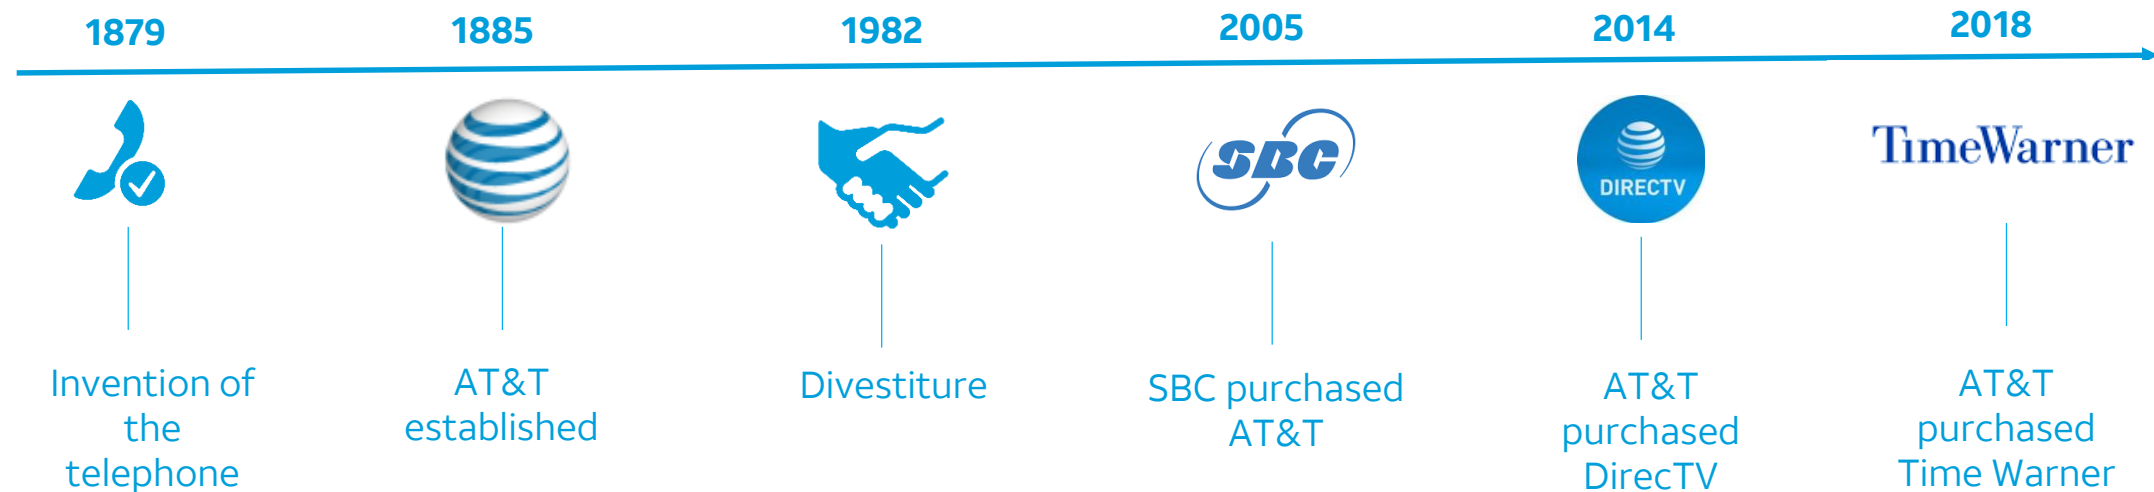 1879
1885
1982
2005
2014
2018
SBC
DIRECTV
TimeWarner
Invention of
the
telephone
AT&T
established
Divestiture
SBC purchased
AT&T
AT&T
purchased
DirecTV
AT&T
purchased
Time Warner